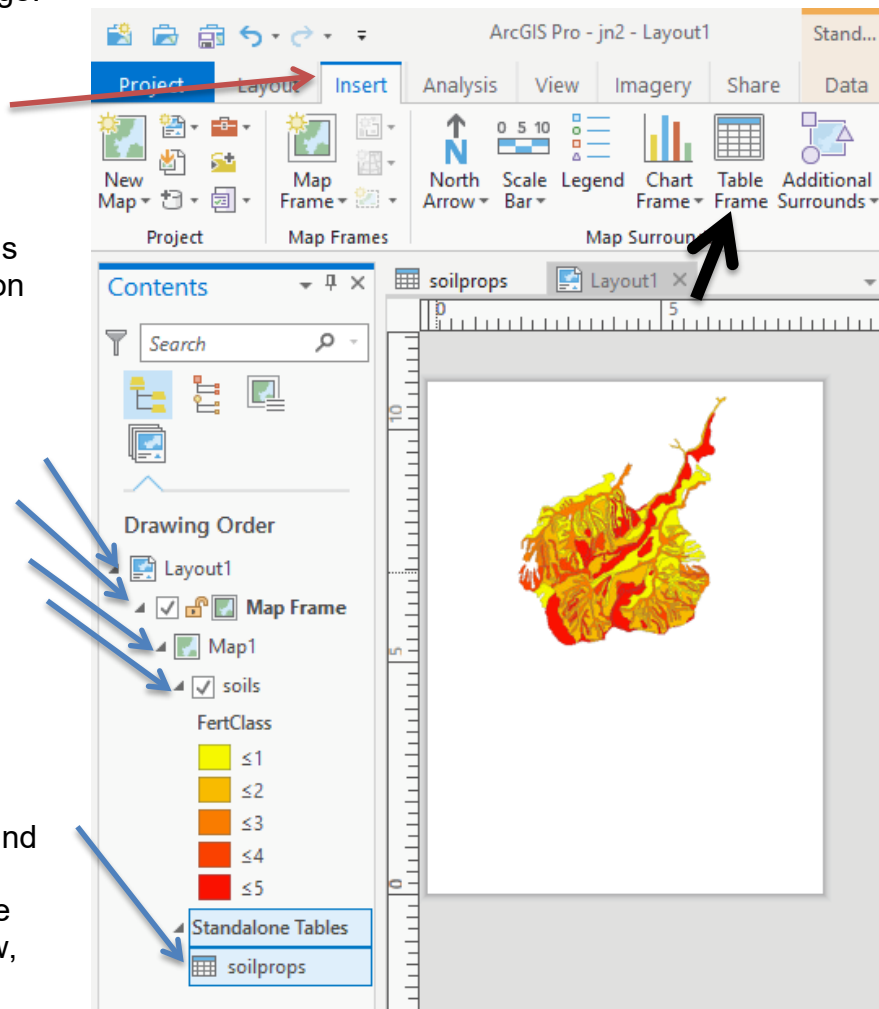 ArcGIS Pro - jn2 - Layout1
Stand...
Project Layout Insert Analysis View Imagery Share Data
0 5 10
N
New
Map
Map
Frame
North
Arrow
Scale
Bar
Legend
Chart
Frame
Table
Frame
Additional
Surrounds
Project
Map Frames
Map Surround
s
on
Contents
soilprops
Layout1
0
5
Search
10
Drawing Order
Layout1
Map Frame
Map1
5
soils
FertClass
≤1
≤2
≤3
nd
≤4
≤5
0
e
Standalone Tables
w,
soilprops